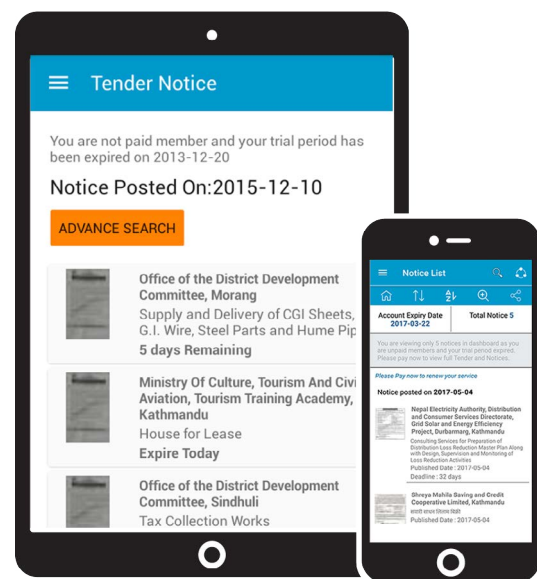 Tender Notice
You are not paid member and your trial period has
been expired on 2013-12-20
Notice Posted On:2015-12-10
ADVANCE SEARCH
Office of the District Development
Committee, Morang
Supply and Delivery of CGI Sheets,
G.I. Wire, Steel Parts and Hume Pip
5 days Remaining
Ministry Of Culture, Tourism And Civi
Aviation, Tourism Training Academy,
Kathmandu
House for Lease
Expire Today
Office of the District Development
Committee, Sindhuli
Tax Collection Works
Notice List
Account Expiry Date
2017-03-22
Total Notice 5
You are viewing only 5 notices in dashboard as you
are unpaid members and your trial period expired.
Please pay now to view full Tender and Notices.
Please Pay now to renew your service
Notice posted on 2017-05-04
Nepal Electricity Authority, Distribution
and Consumer Services Directorate,
Grid Solar and Energy Efficiency
Project, Durbarmarg, Kathmandu
Consulting Services for Preparation of
Distribution Loss Reduction Master Plan Along
with Design, Supervision and Monitoring of
Loss Reduction Activities
Published Date : 2017-05-04
Deadline : 32 days
Shreya Mahila Saving and Credit
Cooperative Limited, Kathmandu
Published Date : 2017-05-04